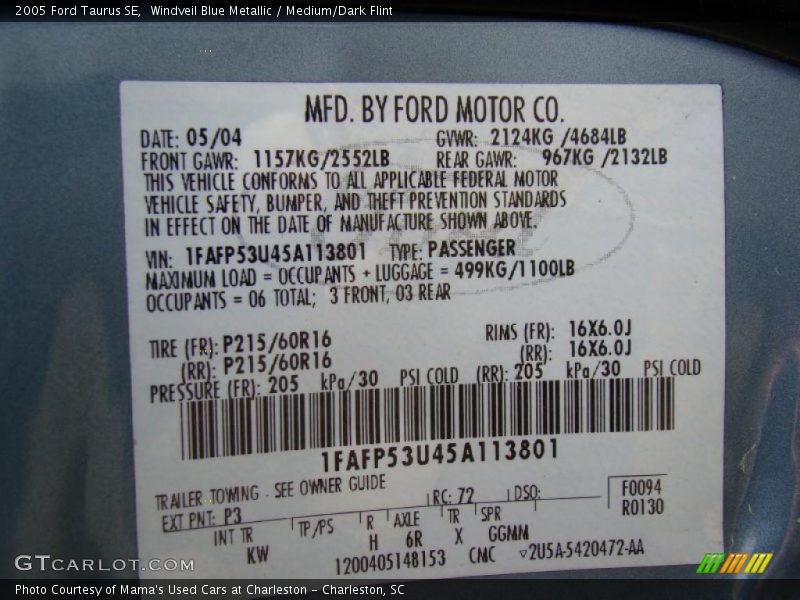 2005 Ford Taurus SE, Windveil Blue Metallic / Medium/Dark Flint
MFD. BY FORD MOTOR CO.
DATE: 05/04 GVWR: 2124KG /4684LB
FRONT GAWR: 1157KG/2552LB REAR GAWR: 967KG /2132LB
THIS VEHICLE CONFORMS TO ALL APPLICABLE FEDERAL MOTOR
VEHICLE SAFETY, BUMPER, AND THEFT PREVENTION STANDARDS
IN EFFECT ON THE DATE OF MANUFACTURE SHOWN ABOVE.
VIN: 1FAFP53U45A113801 TYPE: PASSENGER
MAXIMUM LOAD = OCCUPANTS + LUGGAGE = 499KG/1100LB
OCCUPANTS = 06 TOTAL; 3 FRONT, 03 REAR
TIRE (FR): P215/60R16 RIMS (FR): 16X6.0J
(RR): P215/60R16 (RR): 16X6.0J
PRESSURE (FR): 205 kPa/30 PSI COLD (RR): 205 kPa/30 PSI COLD
1FAFP53U45A113801
TRAILER TOWING - SEE OWNER GUIDE
RC: 72 DSO: F0094
EXT PNT: P3 R0130
INT TR TP/PS R AXLE TR SPR
KW H 6R X GGMM
1200405148153 CMC ▽2U5A-5420472-AA
GTcarlot.com
Photo Courtesy of Mama's Used Cars at Charleston - Charleston, SC